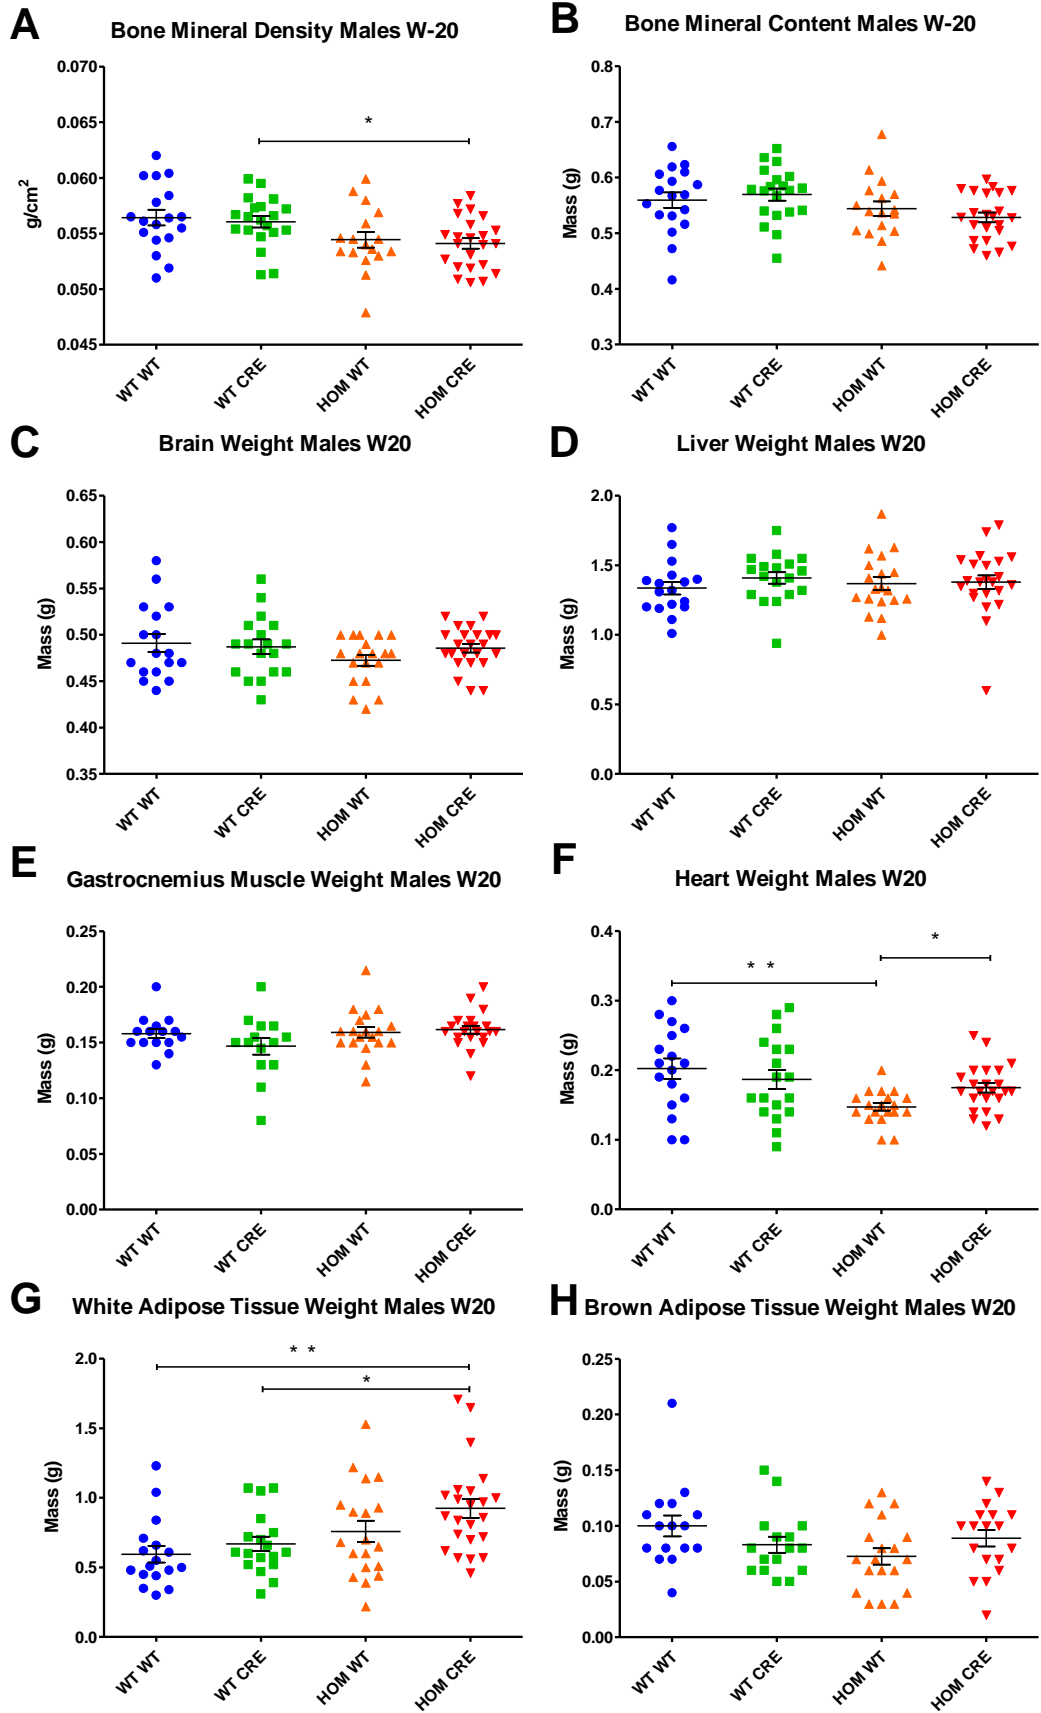 A
Bone Mineral Density Males W-20
g/cm²
0.070
0.065
0.060
0.055
0.050
0.045
*
WT WT
WT CRE
HOM WT
HOM CRE
B
Bone Mineral Content Males W-20
Mass (g)
0.8
0.7
0.6
0.5
0.4
0.3
WT WT
WT CRE
HOM WT
HOM CRE
C
Brain Weight Males W20
Mass (g)
0.65
0.60
0.55
0.50
0.45
0.40
0.35
WT WT
WT CRE
HOM WT
HOM CRE
D
Liver Weight Males W20
Mass (g)
2.0
1.5
1.0
0.5
0.0
WT WT
WT CRE
HOM WT
HOM CRE
E
Gastrocnemius Muscle Weight Males W20
Mass (g)
0.25
0.20
0.15
0.10
0.05
0.00
WT WT
WT CRE
HOM WT
HOM CRE
F
Heart Weight Males W20
Mass (g)
0.4
0.3
0.2
0.1
0.0
* *
*
WT WT
WT CRE
HOM WT
HOM CRE
G
White Adipose Tissue Weight Males W20
Mass (g)
2.0
1.5
1.0
0.5
0.0
* *
*
WT WT
WT CRE
HOM WT
HOM CRE
H
Brown Adipose Tissue Weight Males W20
Mass (g)
0.25
0.20
0.15
0.10
0.05
0.00
WT WT
WT CRE
HOM WT
HOM CRE